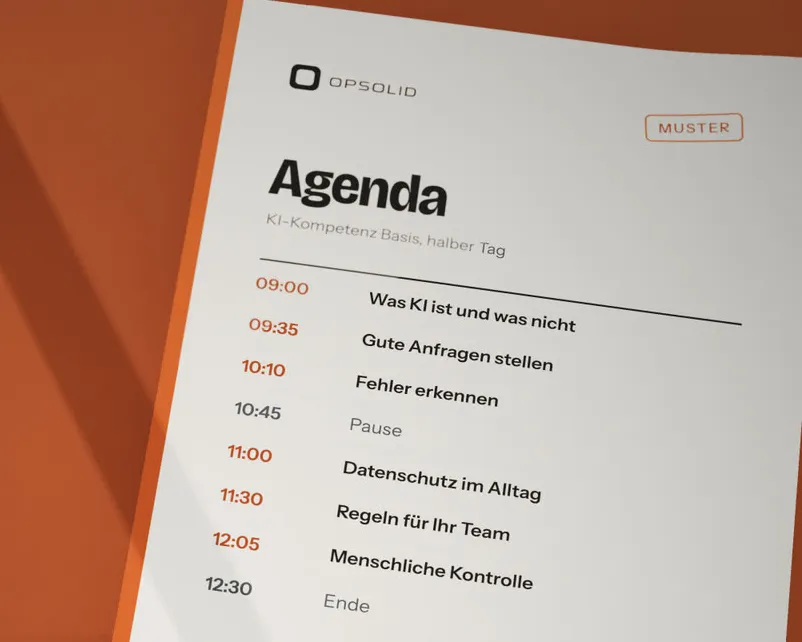 OPSOLID
MUSTER
Agenda
KI-Kompetenz Basis, halber Tag
09:00 Was KI ist und was nicht
09:35 Gute Anfragen stellen
10:10 Fehler erkennen
10:45 Pause
11:00 Datenschutz im Alltag
11:30 Regeln für Ihr Team
12:05 Menschliche Kontrolle
12:30 Ende